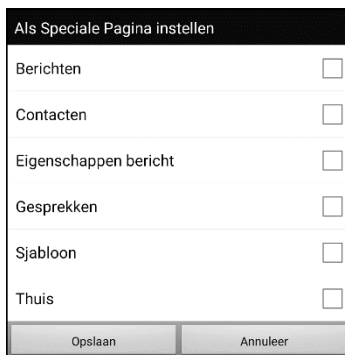 Als Speciale Pagina instellen
Berichten
Contacten
Eigenschappen bericht
Gesprekken
Sjabloon
Thuis
Opslaan Annuleer